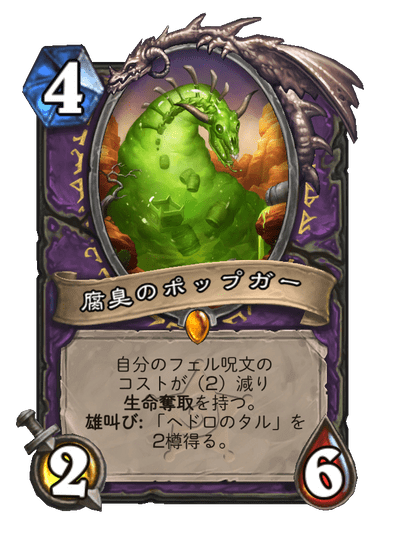 4
腐臭のポップガー
自分のフェル呪文の
コストが（2）減り
生命奪取を持つ。
雄叫び:「ヘドロのタル」を
2樽得る。
2
6